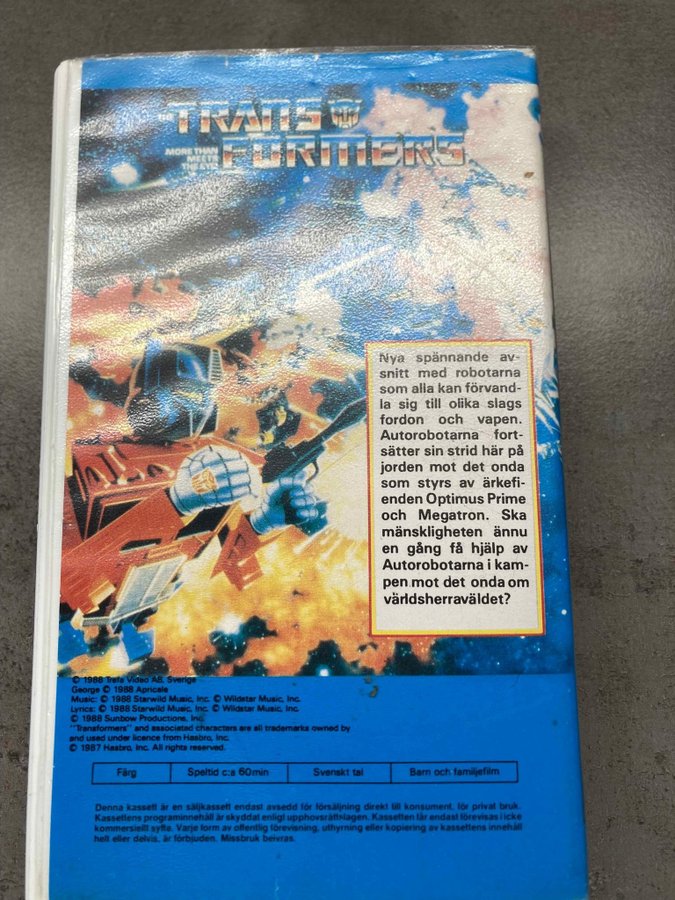 THE TRANS
FORMERS
MORE THAN
MEETS
THE EYE
Nya spännande av-
snitt med robotarna
som alla kan förvand-
la sig till olika slags
fordon och vapen.
Autorobotarna fort-
sätter sin strid här på
jorden mot det onda
som styrs av ärkefi-
enden Optimus Prime
och Megatron. Ska
mänskligheten ännu
en gång få hjälp av
Autorobotarna i kam-
pen mot det onda om
världsherraväldet?
© 1988 Trefa Video AB, Sverige
George © 1988 Apricale
Music: © 1988 Starwild Music, Inc. © Wildstar Music, Inc.
Lyrics: © 1988 Starwild Music, Inc. © Wildstar Music, Inc.
© 1988 Sunbow Productions, Inc.
"Transformers" and associated characters are all trademarks owned by
and used under licence from Hasbro, Inc.
© 1987 Hasbro, Inc. All rights reserved.
Färg Speltid c:a 60min Svenskt tal Barn och familjefilm
Denna kassett är en säljkassett endast avsedd för försäljning direkt till konsument, för privat bruk.
Kassettens programinnehåll är skyddat enligt upphovsrättslagen. Kassetten får endast förevisas i icke
kommersiellt syfte. Varje form av offentlig förevisning, uthyrning eller kopiering av kassettens innehåll
helt eller delvis, är förbjuden. Missbruk beivras.